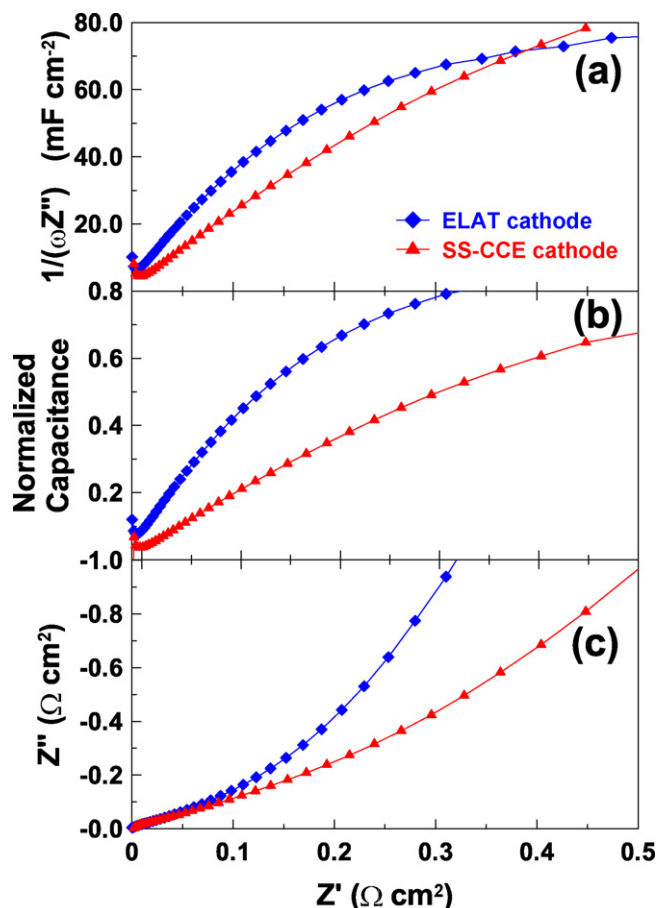 80.0
60.0
40.0
20.0
1/(ωZ") (mF cm-2)
(a)
ELAT cathode
SS-CCE cathode
0.8
0.6
0.4
0.2
Normalized
Capacitance
(b)
-1.0
-0.8
-0.6
-0.4
-0.2
-0.0
Z" (Ω cm2)
(c)
0 0.1 0.2 0.3 0.4 0.5
Z' (Ω cm2)